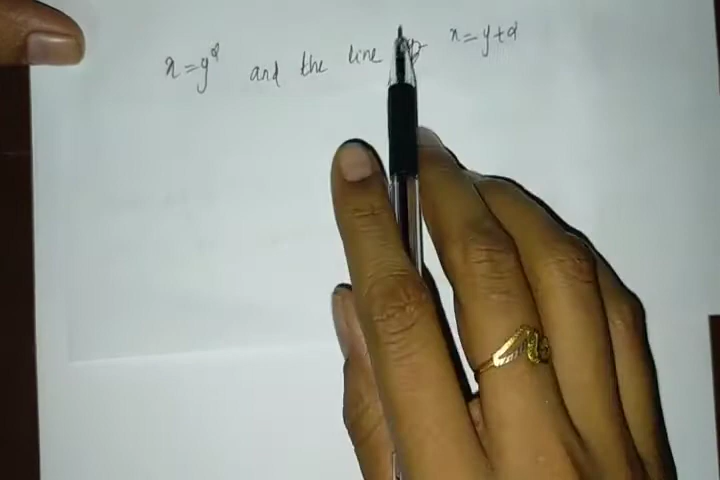 x=y² and the line x=y+2